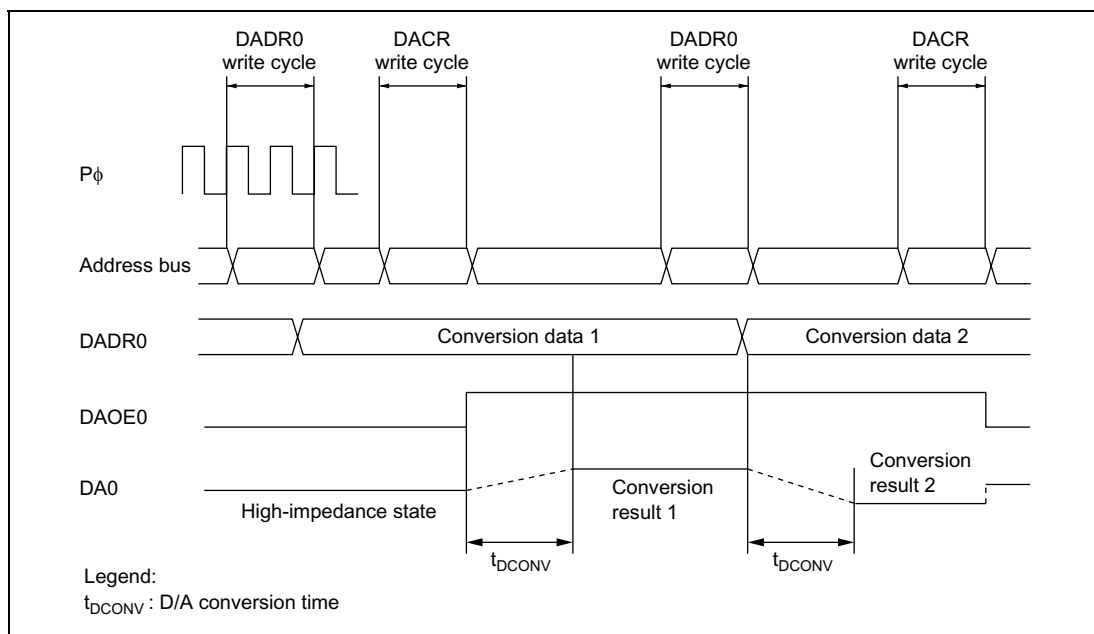 DADR0
write cycle
DACR
write cycle
DADR0
write cycle
DACR
write cycle
Pϕ
Address bus
DADR0
Conversion data 1
Conversion data 2
DAOE0
DA0
High-impedance state
Conversion
result 1
Conversion
result 2
tDCONV
tDCONV
Legend:
tDCONV : D/A conversion time